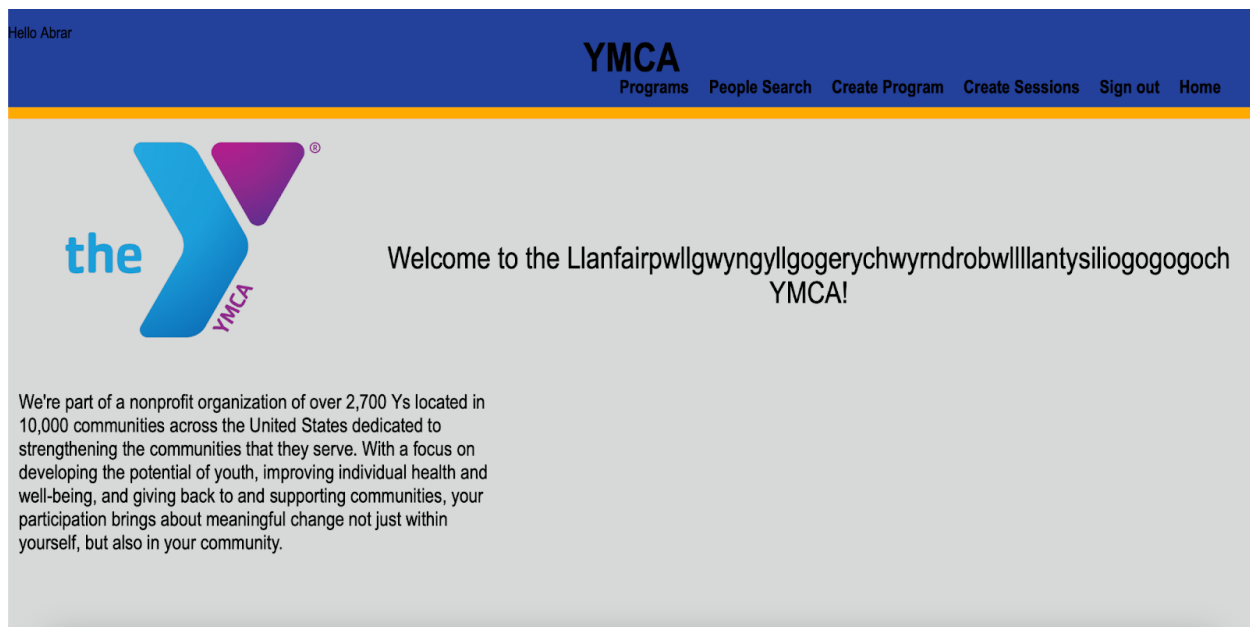 Hello Abrar
YMCA
Programs People Search Create Program Create Sessions Sign out Home
the
YMCA
®
Welcome to the Llanfairpwllgwyngyllgogerychwyrndrobwllllantysiliogogogoch
YMCA!
We're part of a nonprofit organization of over 2,700 Ys located in
10,000 communities across the United States dedicated to
strengthening the communities that they serve. With a focus on
developing the potential of youth, improving individual health and
well-being, and giving back to and supporting communities, your
participation brings about meaningful change not just within
yourself, but also in your community.